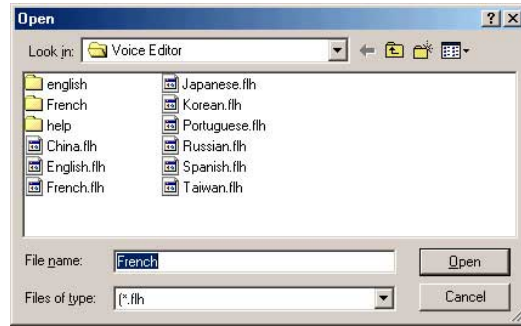 Open
Look in: Voice Editor
english
French
help
China.flh
English.flh
French.flh
Japanese.flh
Korean.flh
Portuguese.flh
Russian.flh
Spanish.flh
Taiwan.flh
File name: French Open
Files of type: (*.flh Cancel